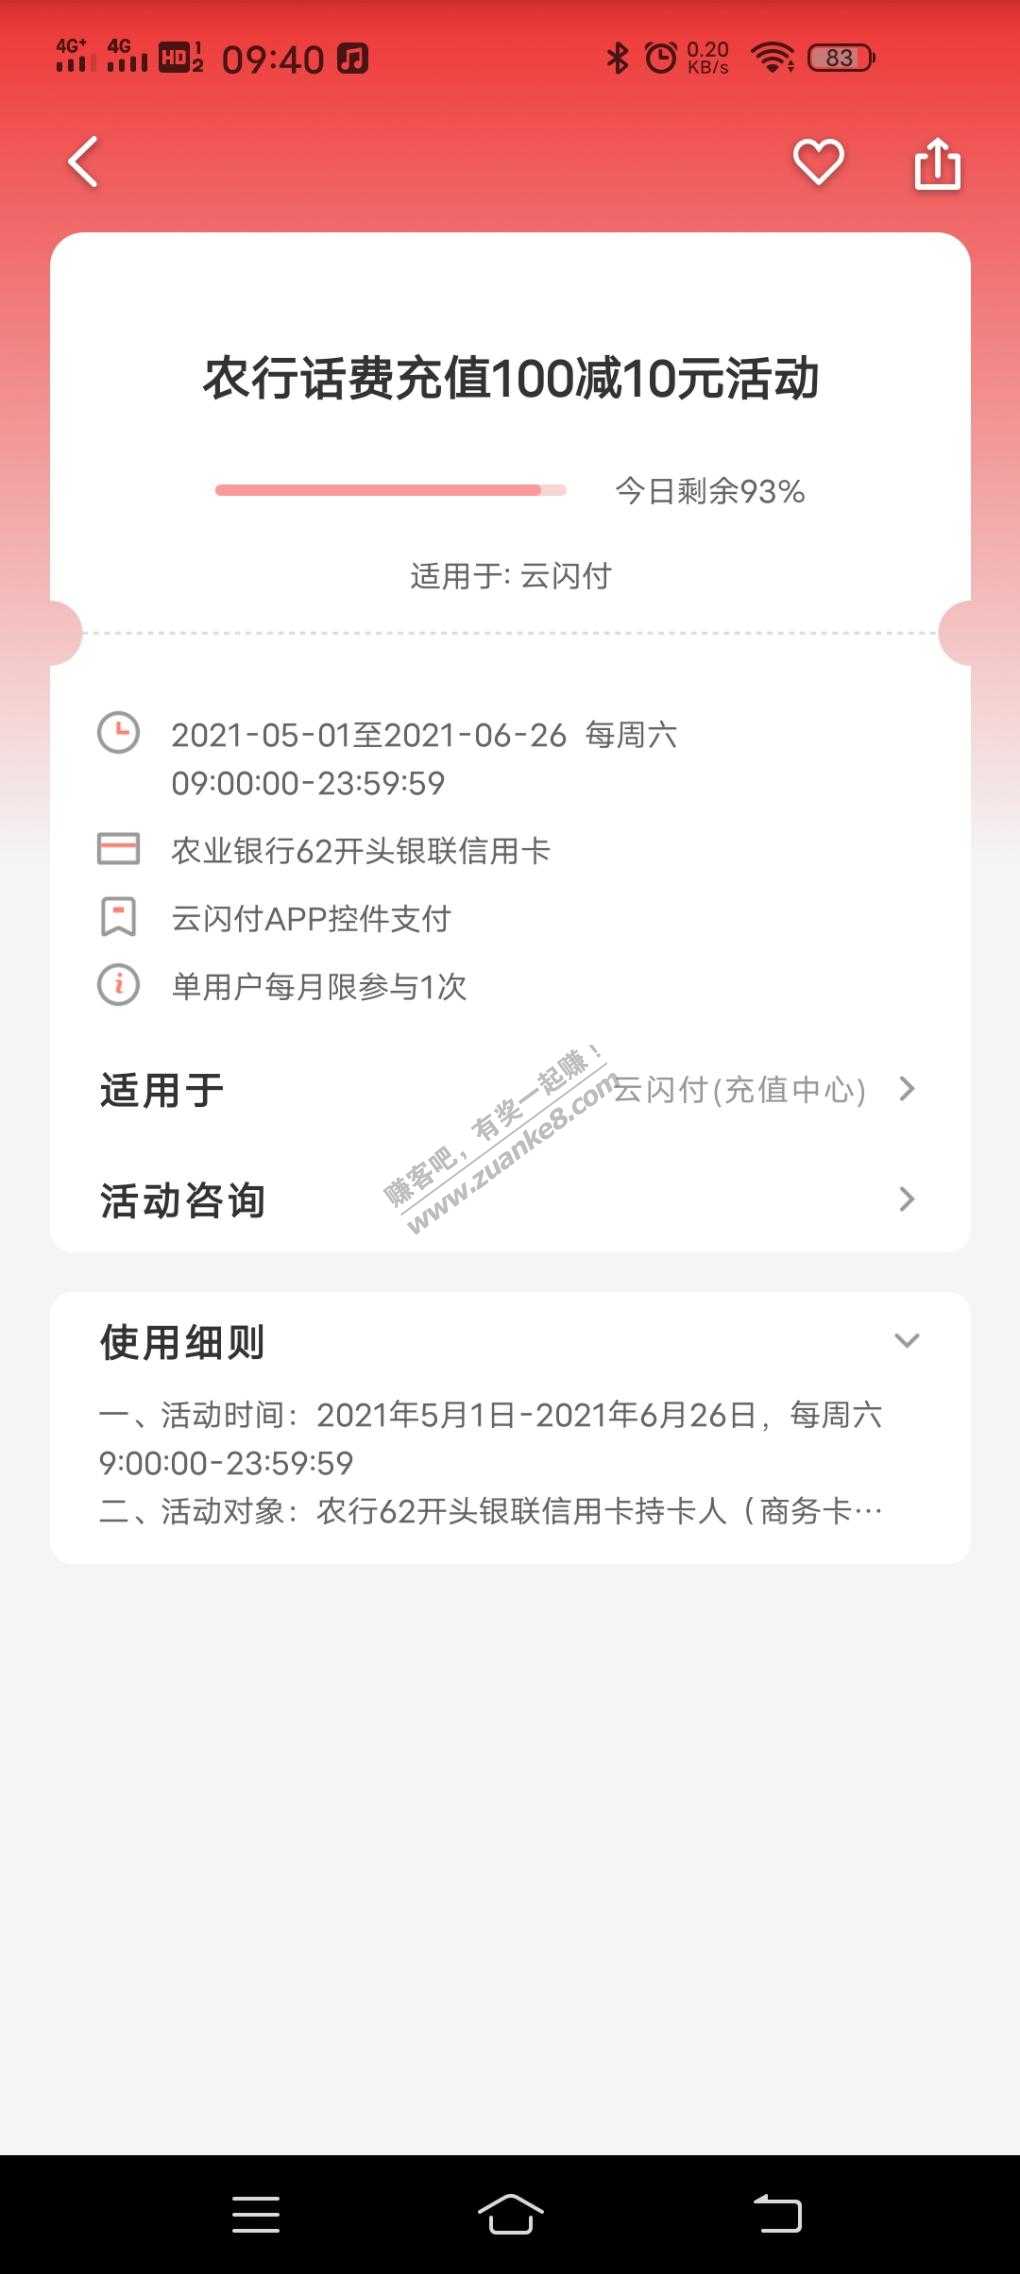 4G+ 4G HD 1 2 09:40 0.20 KB/s 83
农行话费充值100减10元活动
今日剩余93%
适用于: 云闪付
2021-05-01至2021-06-26 每周六
09:00:00-23:59:59
农业银行62开头银联信用卡
云闪付APP控件支付
单用户每月限参与1次
适用于 云闪付(充值中心)
赚客吧，有奖一起赚！
www.zuanke8.com
活动咨询
使用细则
一、活动时间：2021年5月1日-2021年6月26日，每周六
9:00:00-23:59:59
二、活动对象：农行62开头银联信用卡持卡人（商务卡…